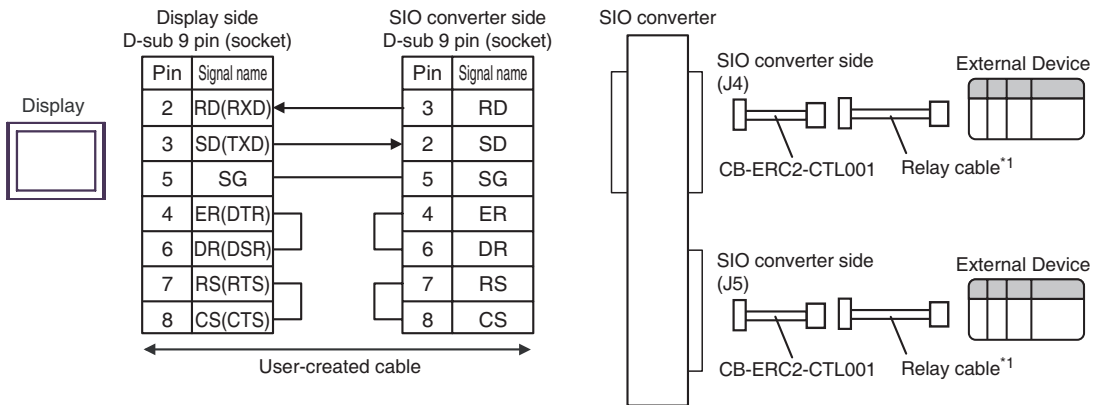 Display side
D-sub 9 pin (socket)
SIO converter side
D-sub 9 pin (socket)
SIO converter
Display
Pin Signal name
2 RD(RXD)
3 SD(TXD)
5 SG
4 ER(DTR)
6 DR(DSR)
7 RS(RTS)
8 CS(CTS)
Pin Signal name
3 RD
2 SD
5 SG
4 ER
6 DR
7 RS
8 CS
User-created cable
SIO converter side
(J4)
External Device
CB-ERC2-CTL001
Relay cable*1
SIO converter side
(J5)
External Device
CB-ERC2-CTL001
Relay cable*1